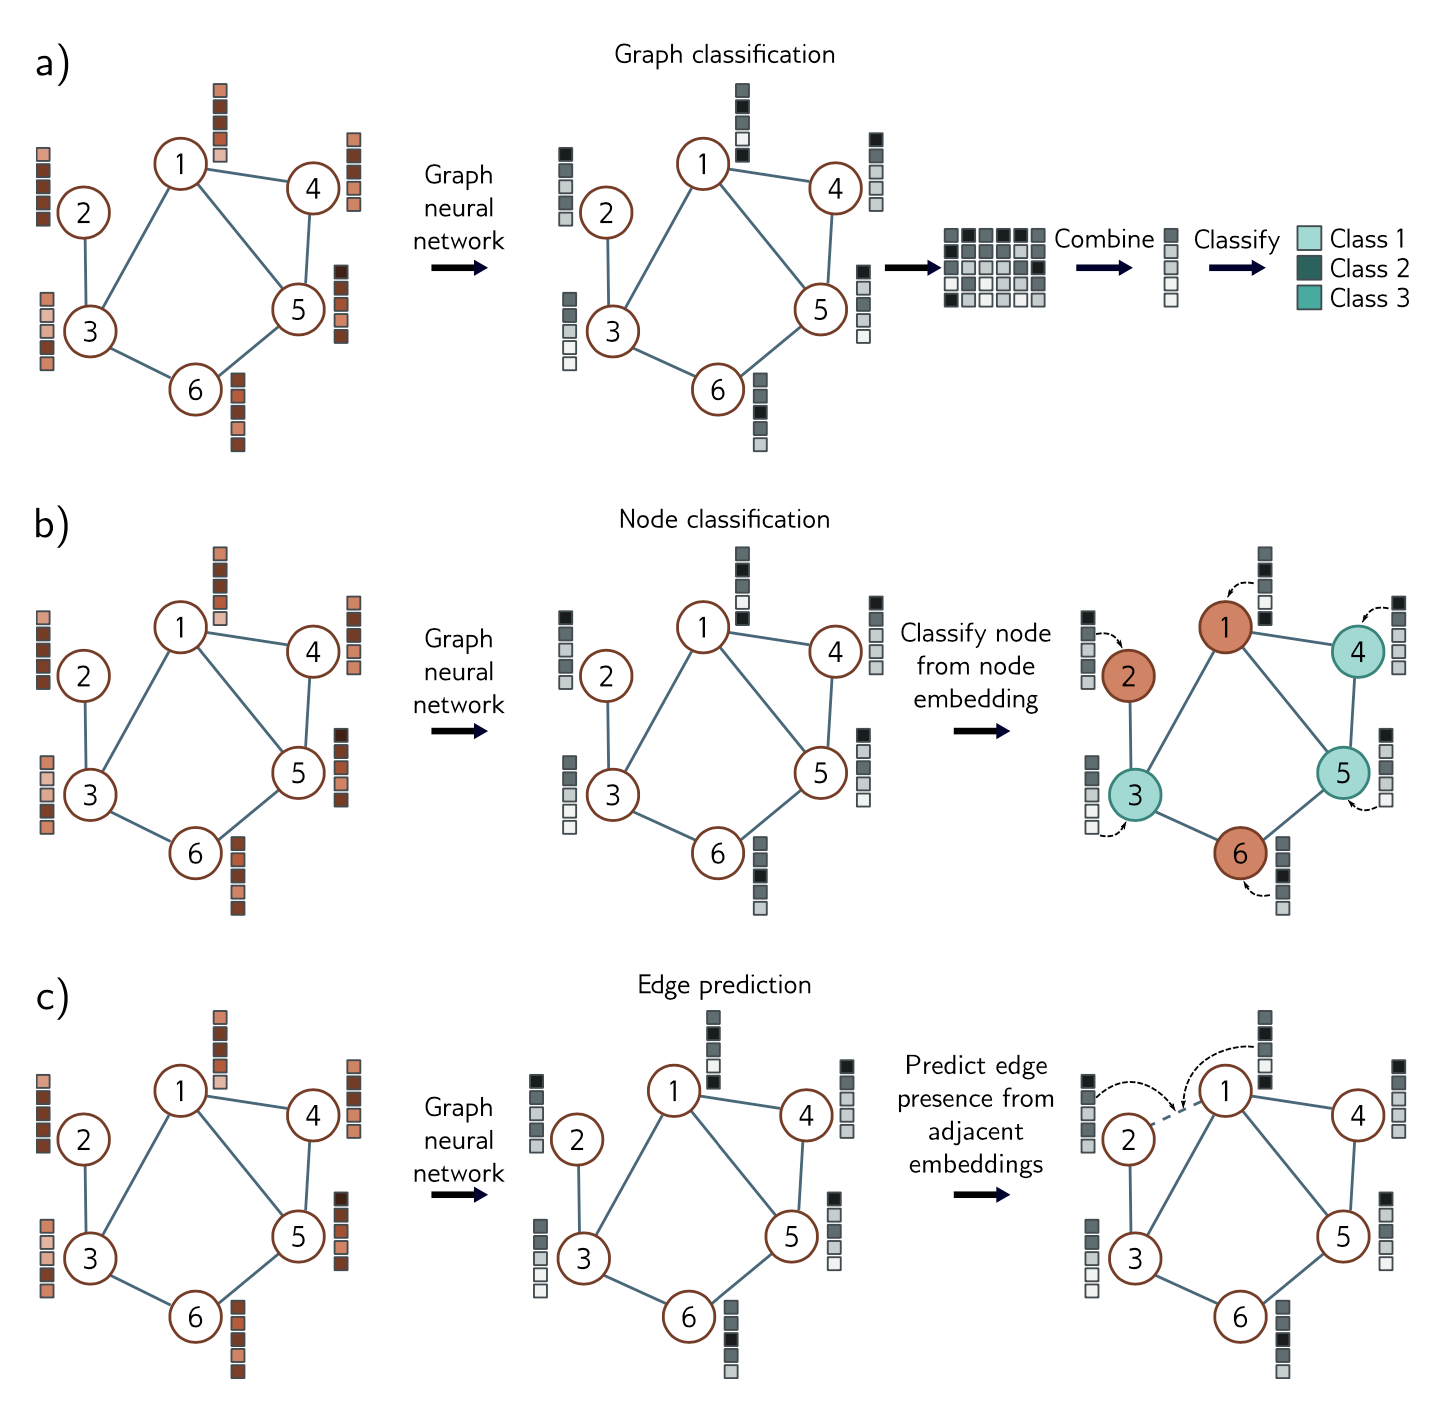 a)
Graph classification
1
2
3
4
5
6
Graph
neural
network
1
2
3
4
5
6
Combine
Classify
Class 1
Class 2
Class 3
b)
Node classification
1
2
3
4
5
6
Graph
neural
network
1
2
3
4
5
6
Classify node
from node
embedding
1
2
3
4
5
6
c)
Edge prediction
1
2
3
4
5
6
Graph
neural
network
1
2
3
4
5
6
Predict edge
presence from
adjacent
embeddings
1
2
3
4
5
6